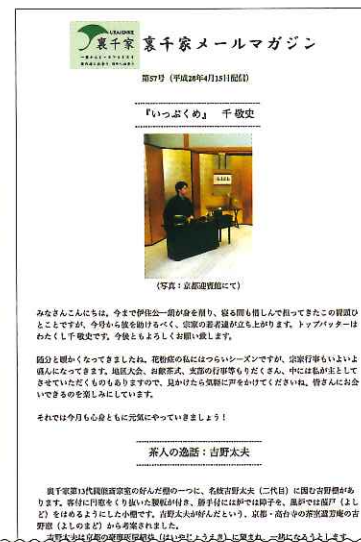 裏千家
裏千家メールマガジン
第57号 (平成28年4月15日配信)
『いっぷくめ』 千 敬史
(写真：京都迎賓館にて)
みなさんこんにちは。今まで伊住公一朗が身を削り、寝る間も惜しんで担ってきたこの冒頭ひ
とことですが、今号から彼を助けるべく、宗家の若者達が立ち上がります。トップバッターは
わたくし千 敬史です。今後ともよろしくお願い致します。
随分と暖かくなってきましたね。花粉症の私にはつらいシーズンですが、宗家行事もいよいよ
盛んになってきます。地区大会、お献茶式、支部の行事等もりだくさん、中には私が主として
させていただくものもありますので、見かけたら気軽に声をかけてくださいね。皆さんにお会
いできるのを楽しみにしています。
それでは今月も心身ともに元気にやっていきましょう！
茶人の逸話：吉野太夫
裏千家第13代圓能斎宗室の好んだ棚の一つに、名妓吉野太夫（二代目）に因む吉野棚があ
ります。客付に円窓をくり抜いた腰板が付き、勝手付には炉では障子を、風炉では葭戸（よし
ど）をはめるようにした小棚です。吉野太夫が好んだという、京都・高台寺の茶室遺芳庵の吉
野窓（よしのまど）から考案されました。